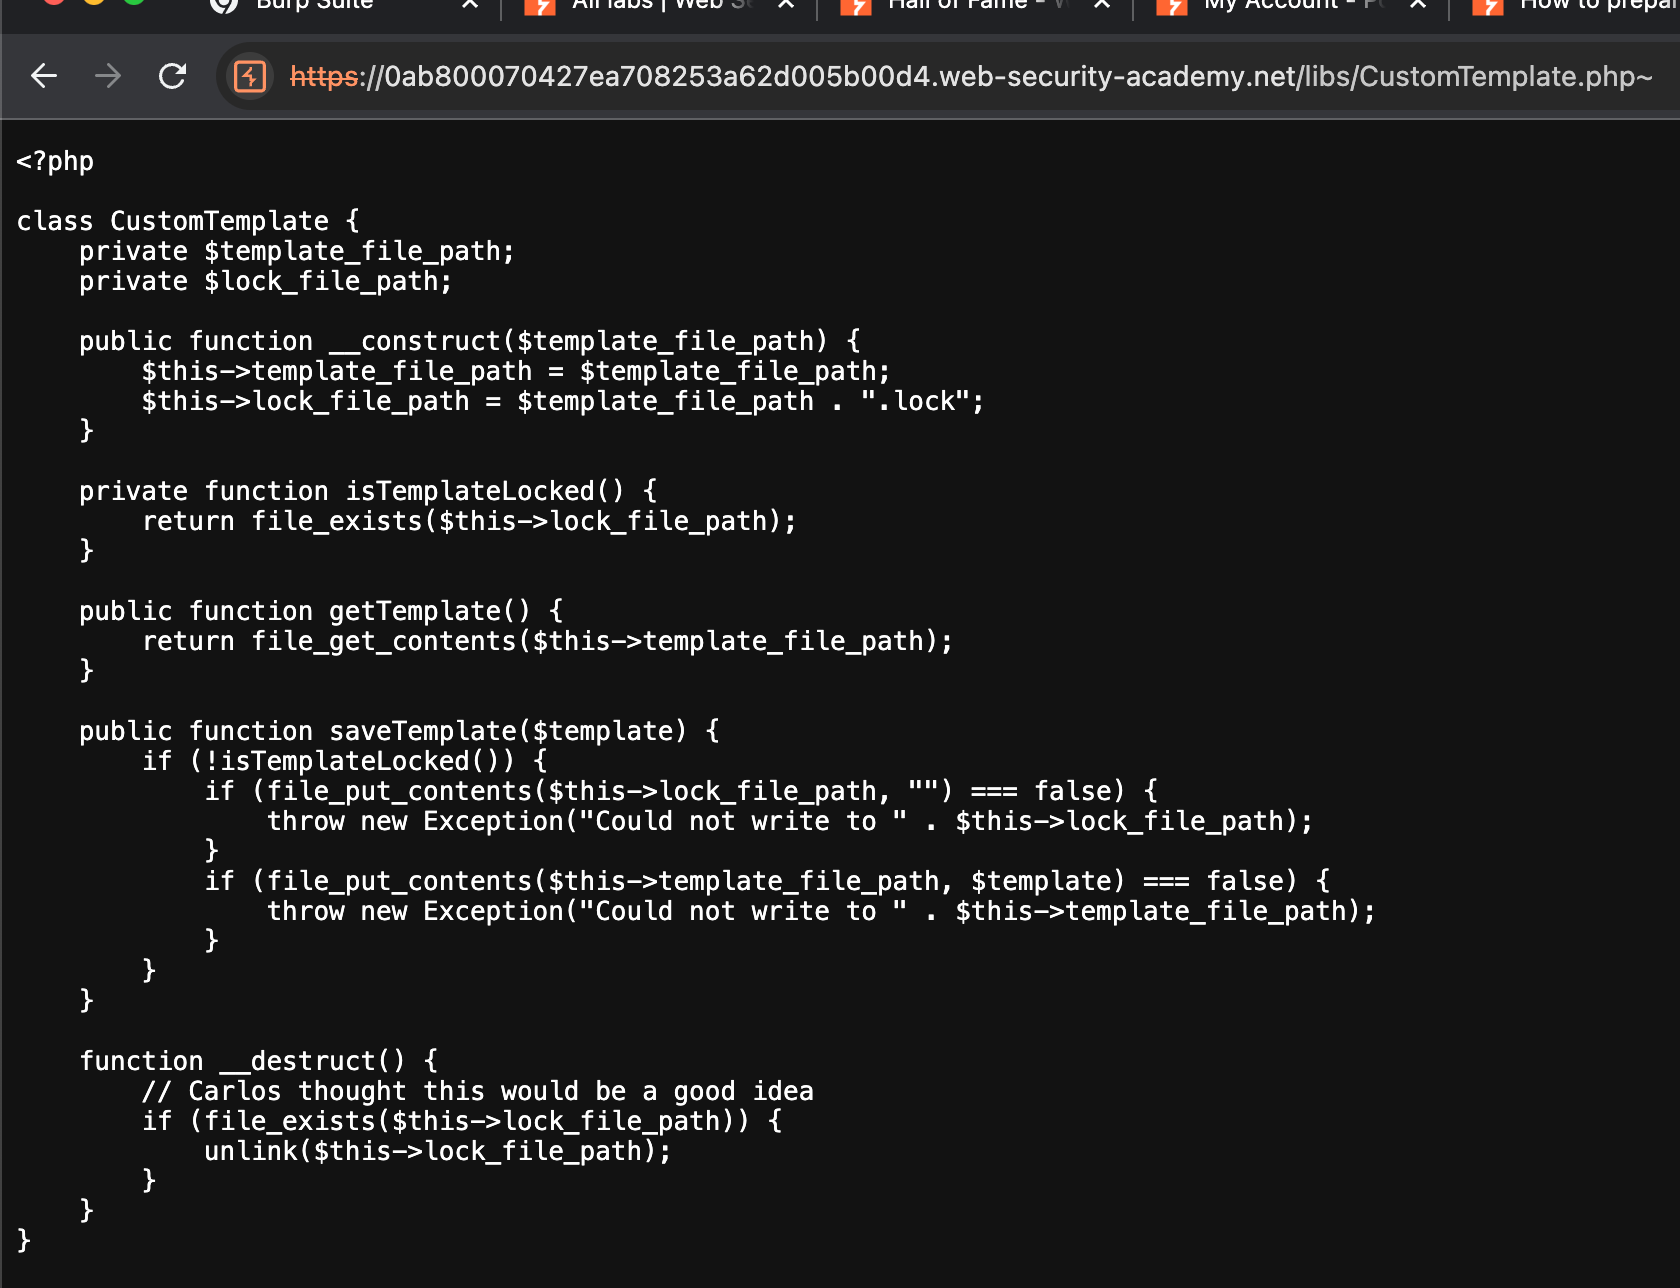 Burp Suite
All labs | Web Se
Hall of Fame - W
My Account - Po
How to prepar
https://0ab800070427ea708253a62d005b00d4.web-security-academy.net/libs/CustomTemplate.php~
<?php
class CustomTemplate {
    private $template_file_path;
    private $lock_file_path;
    public function __construct($template_file_path) {
        $this->template_file_path = $template_file_path;
        $this->lock_file_path = $template_file_path . ".lock";
    }
    private function isTemplateLocked() {
        return file_exists($this->lock_file_path);
    }
    public function getTemplate() {
        return file_get_contents($this->template_file_path);
    }
    public function saveTemplate($template) {
        if (!isTemplateLocked()) {
            if (file_put_contents($this->lock_file_path, "") === false) {
                throw new Exception("Could not write to " . $this->lock_file_path);
            }
            if (file_put_contents($this->template_file_path, $template) === false) {
                throw new Exception("Could not write to " . $this->template_file_path);
            }
        }
    }
    function __destruct() {
        // Carlos thought this would be a good idea
        if (file_exists($this->lock_file_path)) {
            unlink($this->lock_file_path);
        }
    }
}